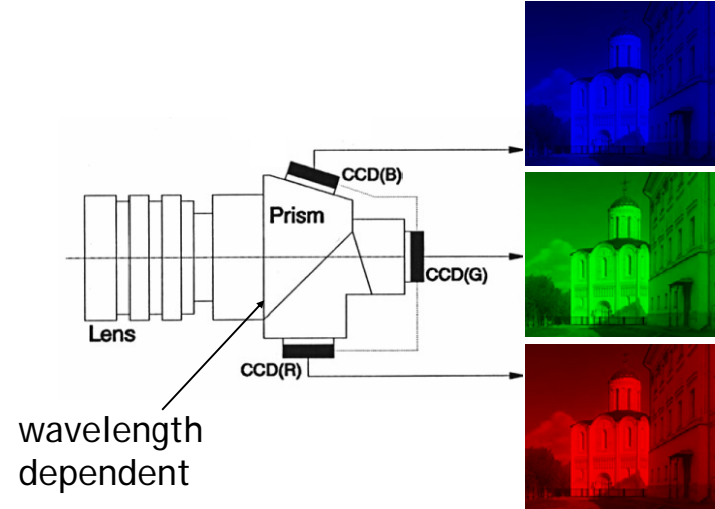 CCD(B)
Prism
CCD(G)
Lens
CCD(R)
wavelength
dependent